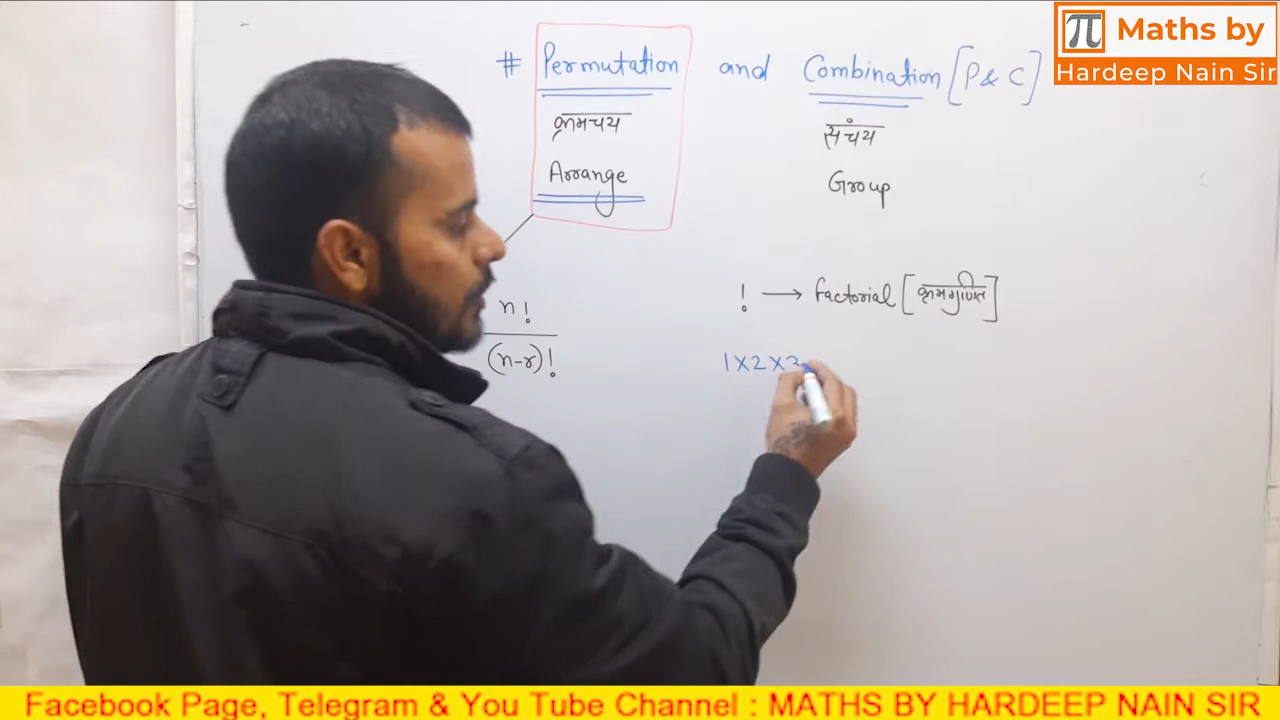 # Permutation and Combination [P & C]
क्रमचय संचय
Arrange Group
n!
(n-r)!
! → factorial [क्रमगुणित]
1×2×3
π Maths by
Hardeep Nain Sir
Facebook Page, Telegram & You Tube Channel : MATHS BY HARDEEP NAIN SIR